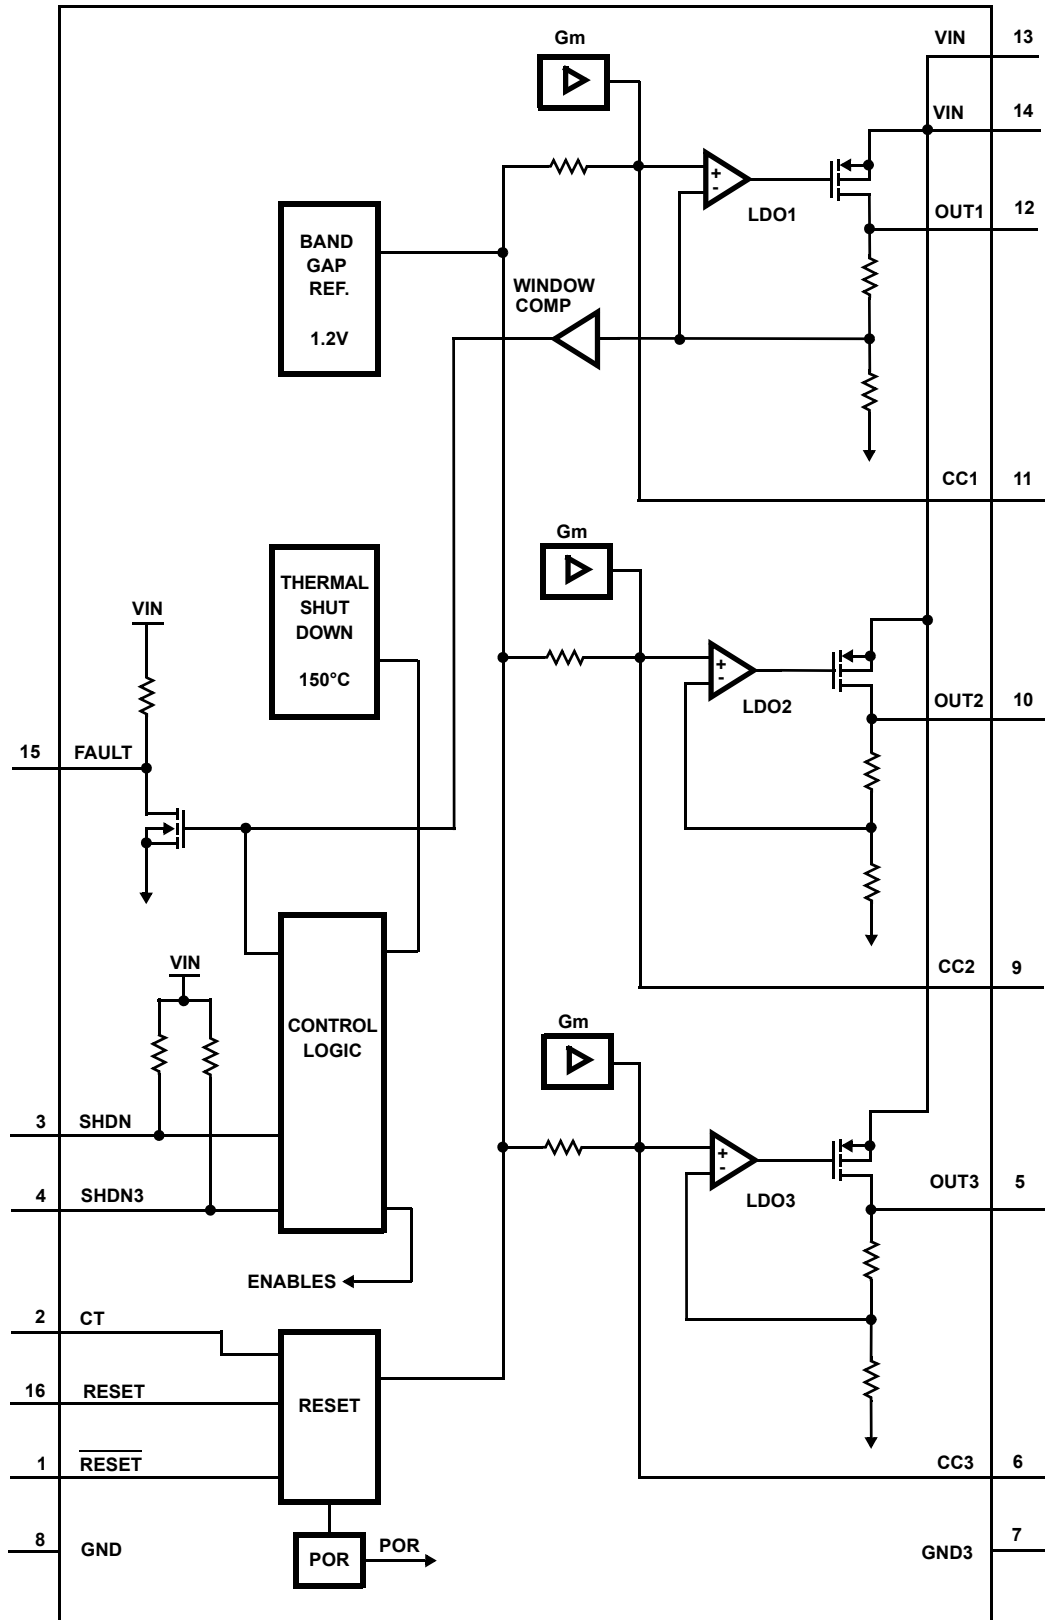 VIN 13
Gm
VIN 14
+
-
LDO1
OUT1 12
BAND
GAP
REF.
1.2V
WINDOW
COMP
CC1 11
Gm
THERMAL
SHUT
DOWN
150°C
VIN
+
-
LDO2
OUT2 10
15 FAULT
VIN
CC2 9
CONTROL
LOGIC
Gm
3 SHDN
+
-
LDO3
4 SHDN3
OUT3 5
ENABLES
2 CT
16 RESET
RESET
1 R̅E̅S̅E̅T̅
CC3 6
8 GND
POR
POR
GND3 7